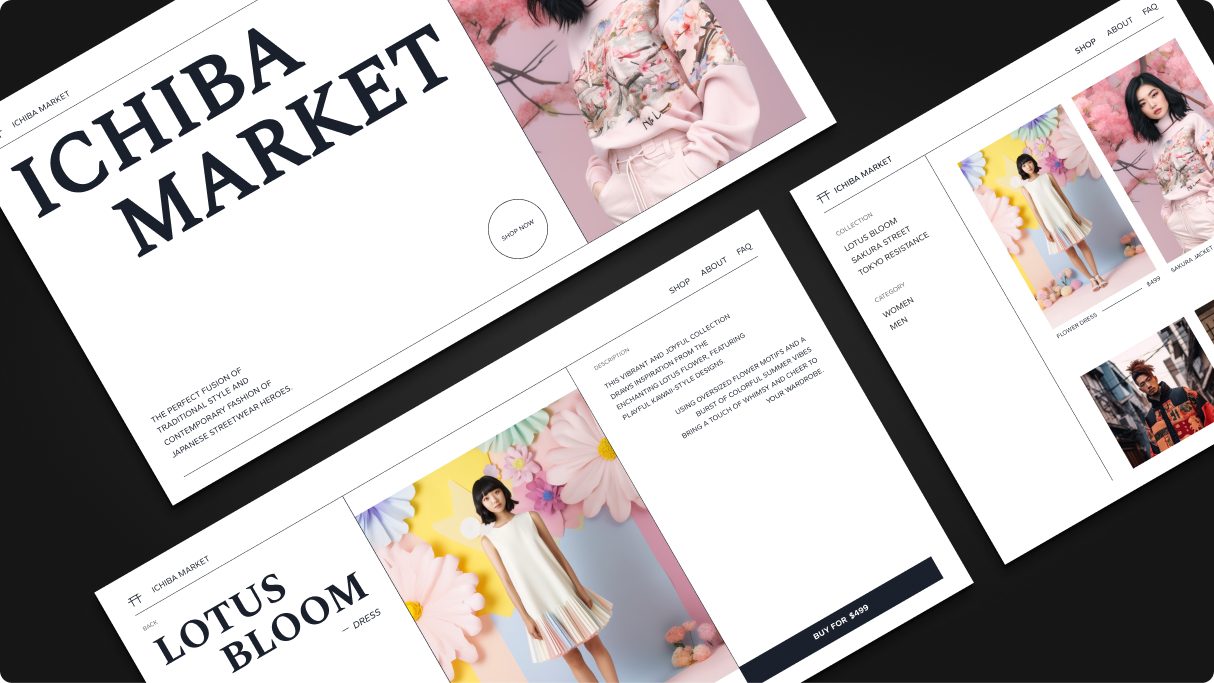 ICHIBA MARKET
ICHIBA
MARKET
SHOP NOW
THE PERFECT FUSION OF
TRADITIONAL STYLE AND
CONTEMPORARY FASHION OF
JAPANESE STREETWEAR HEROES.
ICHIBA MARKET
SHOP
ABOUT
FAQ
BACK
LOTUS
BLOOM
— DRESS
DESCRIPTION
THIS VIBRANT AND JOYFUL COLLECTION
DRAWS INSPIRATION FROM THE
ENCHANTING LOTUS FLOWER, FEATURING
PLAYFUL KAWAII-STYLE DESIGNS,
USING OVERSIZED FLOWER MOTIFS AND A
BURST OF COLORFUL SUMMER VIBES
BRING A TOUCH OF WHIMSY AND CHEER TO
YOUR WARDROBE.
BUY FOR $499
ICHIBA MARKET
SHOP
ABOUT
FAQ
COLLECTION
LOTUS BLOOM
SAKURA STREET
TOKYO RESISTANCE
CATEGORY
WOMEN
MEN
FLOWER DRESS
$499
SAKURA JACKET